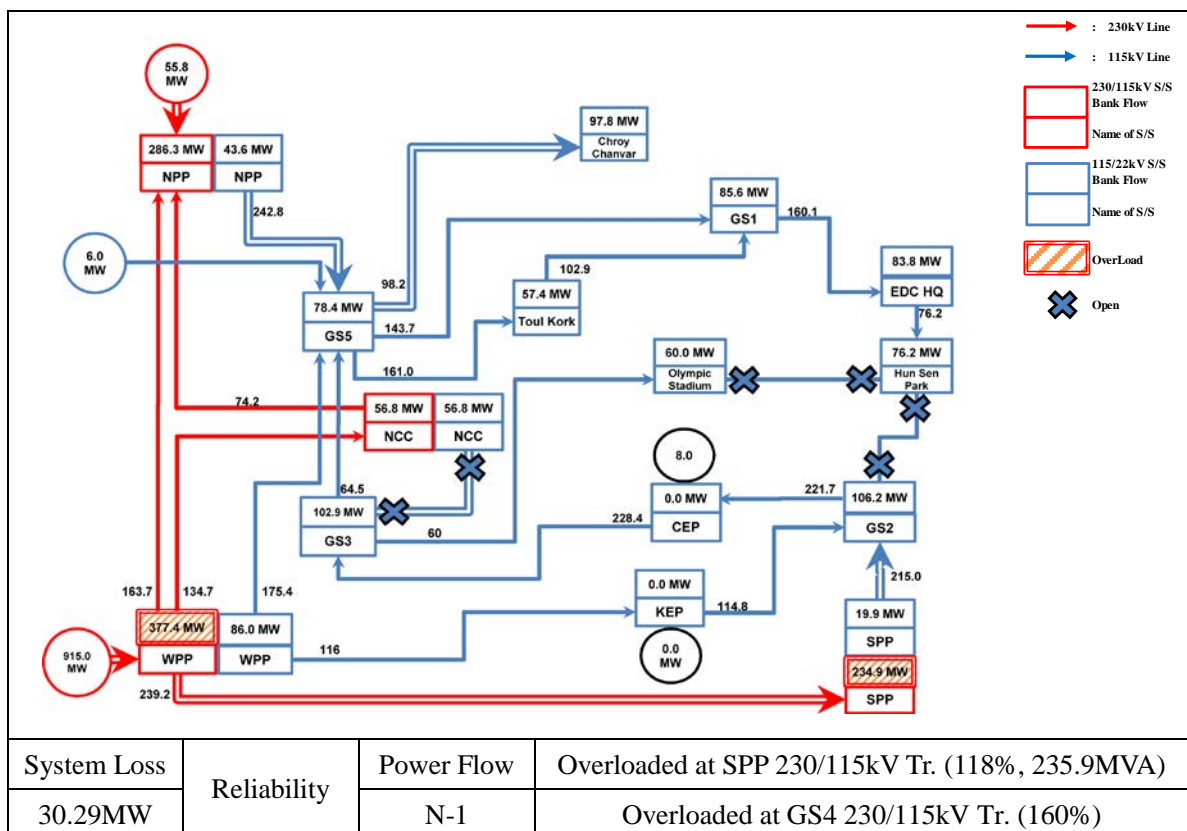 55.8
MW
286.3 MW
43.6 MW
NPP
NPP
242.8
6.0
MW
97.8 MW
Chroy
Chanvar
85.6 MW
GS1
160.1
102.9
57.4 MW
Toul Kork
98.2
78.4 MW
GS5
143.7
161.0
83.8 MW
EDC HQ
76.2
60.0 MW
Olympic
Stadium
76.2 MW
Hun Sen
Park
74.2
56.8 MW
56.8 MW
NCC
NCC
8.0
64.5
102.9 MW
GS3
60
228.4
0.0 MW
CEP
221.7
106.2 MW
GS2
163.7
134.7
175.4
0.0 MW
KEP
114.8
0.0
MW
215.0
377.4 MW
86.0 MW
WPP
WPP
116
915.0
MW
239.2
19.9 MW
SPP
234.9 MW
SPP
: 230kV Line
: 115kV Line
230/115kV S/S
Bank Flow
Name of S/S
115/22kV S/S
Bank Flow
Name of S/S
OverLoad
Open
System Loss
30.29MW
Reliability
Power Flow
Overloaded at SPP 230/115kV Tr. (118%, 235.9MVA)
N-1
Overloaded at GS4 230/115kV Tr. (160%)